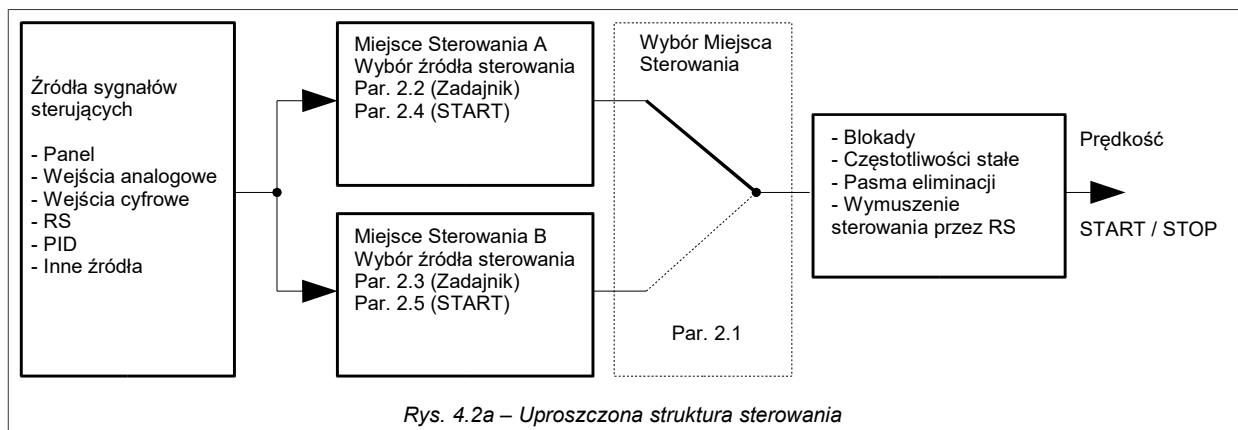 Źródła sygnałów
sterujących
- Panel
- Wejścia analogowe
- Wejścia cyfrowe
- RS
- PID
- Inne źródła
Miejsce Sterowania A
Wybór źródła sterowania
Par. 2.2 (Zadajnik)
Par. 2.4 (START)
Miejsce Sterowania B
Wybór źródła sterowania
Par. 2.3 (Zadajnik)
Par. 2.5 (START)
Wybór Miejsca
Sterowania
Par. 2.1
- Blokady
- Częstotliwości stałe
- Pasma eliminacji
- Wymuszenie
sterowania przez RS
Prędkość
START / STOP
Rys. 4.2a – Uproszczona struktura sterowania